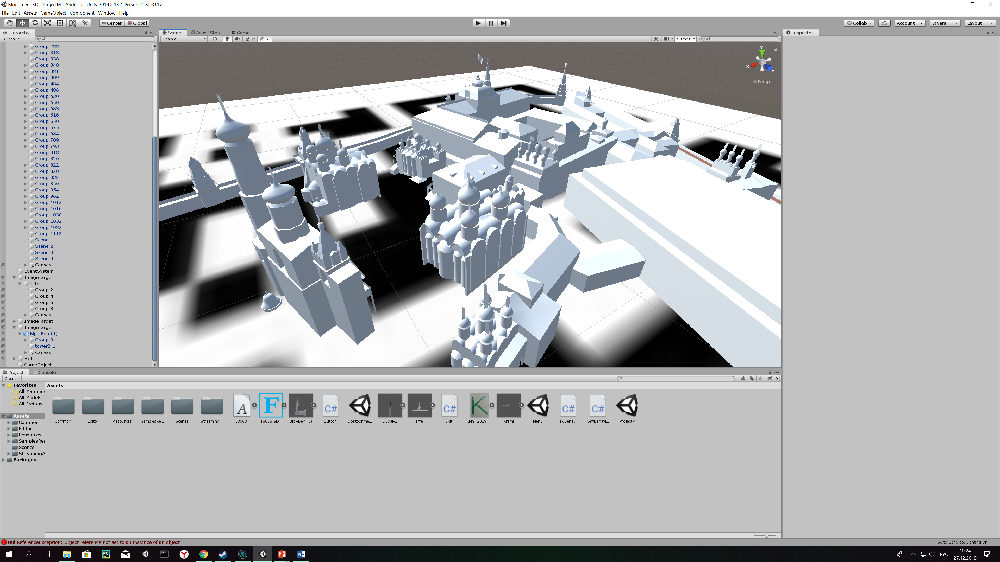 Monument 3D - ProjectM - Android - Unity 2019.2.13f1 Personal* <DX11>
File Edit Assets GameObject Component Window Help
Center Global
Collab Account Layers Layout
Hierarchy
Create All
Group 288
Group 313
Group 338
Group 340
Group 381
Group 409
Group 484
Group 486
Group 530
Group 550
Group 583
Group 616
Group 650
Group 675
Group 684
Group 709
Group 793
Group 818
Group 820
Group 822
Group 828
Group 832
Group 850
Group 954
Group 962
Group 1012
Group 1016
Group 1030
Group 1032
Group 1082
Group 1112
Scene 1
Szene 2
Szene 3
Szene 4
Canvas
EventSystem
ImageTarget
eiffel
Group 2
Group 4
Group 6
Group 8
Canvas
ImageTarget
ImageTarget
Big+Ben (1)
Group 3
tower2-1
Canvas
Exit
GameObject
Scene Asset Store Game
Shaded 2D 63 Gizmos All
y
x
z
Persp
Inspector
Project Console
Create 10
Favorites
All Materials
All Models
All Prefabs
Assets
Common
Editor
Resources
SamplesRes
Scenes
StreamingA
Packages
Assets
A F C# C# K C# C#
Common Editor Resources SamplesRe... Scenes Streaming... 18068 18068 SDF Big+Ben (1) Button Dostoprime... Dubai-2 eiffel Exit IMG_2019... Kreml Menu NewBehavi... NewBehavi... ProjectM
NullReferenceException: Object reference not set to an instance of an object
Auto Generate Lighting On
PC
РУС
10:24
27.12.2019